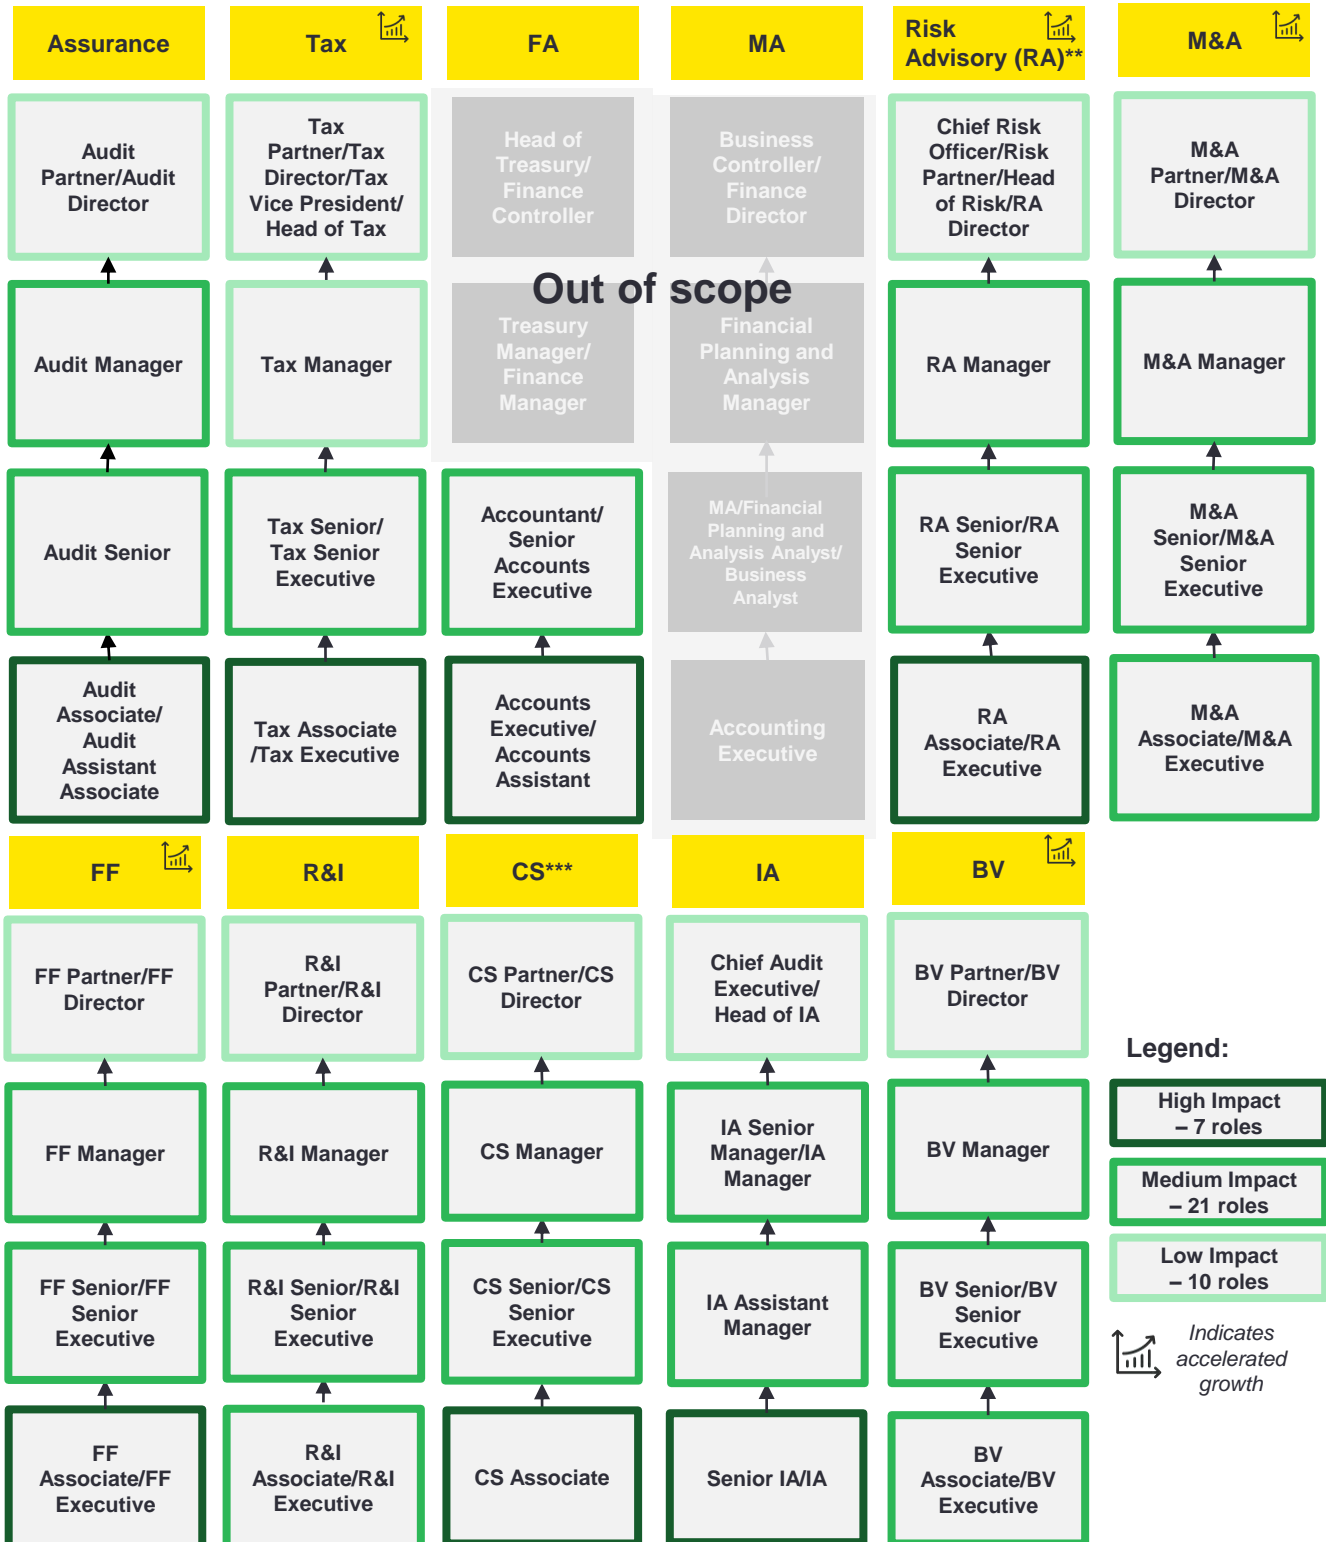 Assurance
Tax
FA
MA
Risk
Advisory (RA)**
M&A
Audit
Partner/Audit
Director
Tax
Partner/Tax
Director/Tax
Vice President/
Head of Tax
Head of
Treasury/
Finance
Controller
Business
Controller/
Finance
Director
Chief Risk
Officer/Risk
Partner/Head
of Risk/RA
Director
M&A
Partner/M&A
Director
Out of scope
Audit Manager
Tax Manager
Treasury
Manager/
Finance
Manager
Financial
Planning and
Analysis
Manager
RA Manager
M&A Manager
Audit Senior
Tax Senior/
Tax Senior
Executive
Accountant/
Senior
Accounts
Executive
MA/Financial
Planning and
Analysis Analyst/
Business
Analyst
RA Senior/RA
Senior
Executive
M&A
Senior/M&A
Senior
Executive
Audit
Associate/
Audit
Assistant
Associate
Tax Associate
/Tax Executive
Accounts
Executive/
Accounts
Assistant
Accounting
Executive
RA
Associate/RA
Executive
M&A
Associate/M&A
Executive
FF
R&I
CS***
IA
BV
FF Partner/FF
Director
R&I
Partner/R&I
Director
CS Partner/CS
Director
Chief Audit
Executive/
Head of IA
BV Partner/BV
Director
FF Manager
R&I Manager
CS Manager
IA Senior
Manager/IA
Manager
BV Manager
FF Senior/FF
Senior
Executive
R&I Senior/R&I
Senior
Executive
CS Senior/CS
Senior
Executive
IA Assistant
Manager
BV Senior/BV
Senior
Executive
FF
Associate/FF
Executive
R&I
Associate/R&I
Executive
CS Associate
Senior IA/IA
BV
Associate/BV
Executive
Legend:
High Impact
– 7 roles
Medium Impact
– 21 roles
Low Impact
– 10 roles
Indicates
accelerated
growth